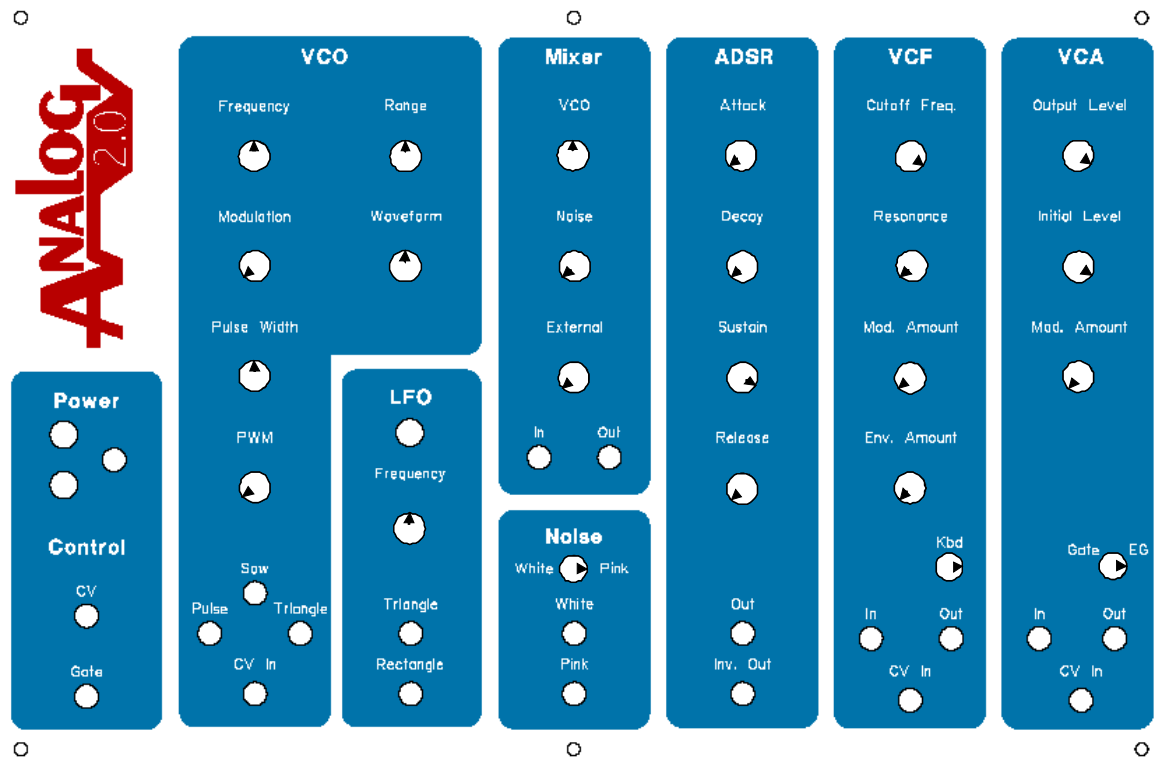 ANALOG
2.0
VCO
Frequency
Range
Modulation
Waveform
Pulse Width
PWM
Saw
Pulse
Triangle
CV In
Power
Control
CV
Gate
LFO
Frequency
Triangle
Rectangle
Mixer
VCO
Noise
External
In
Out
Noise
White
Pink
White
Pink
ADSR
Attack
Decay
Sustain
Release
Out
Inv. Out
VCF
Cutoff Freq.
Resonance
Mod. Amount
Env. Amount
Kbd
In
Out
CV In
VCA
Output Level
Initial Level
Mod. Amount
Gate
EG
In
Out
CV In